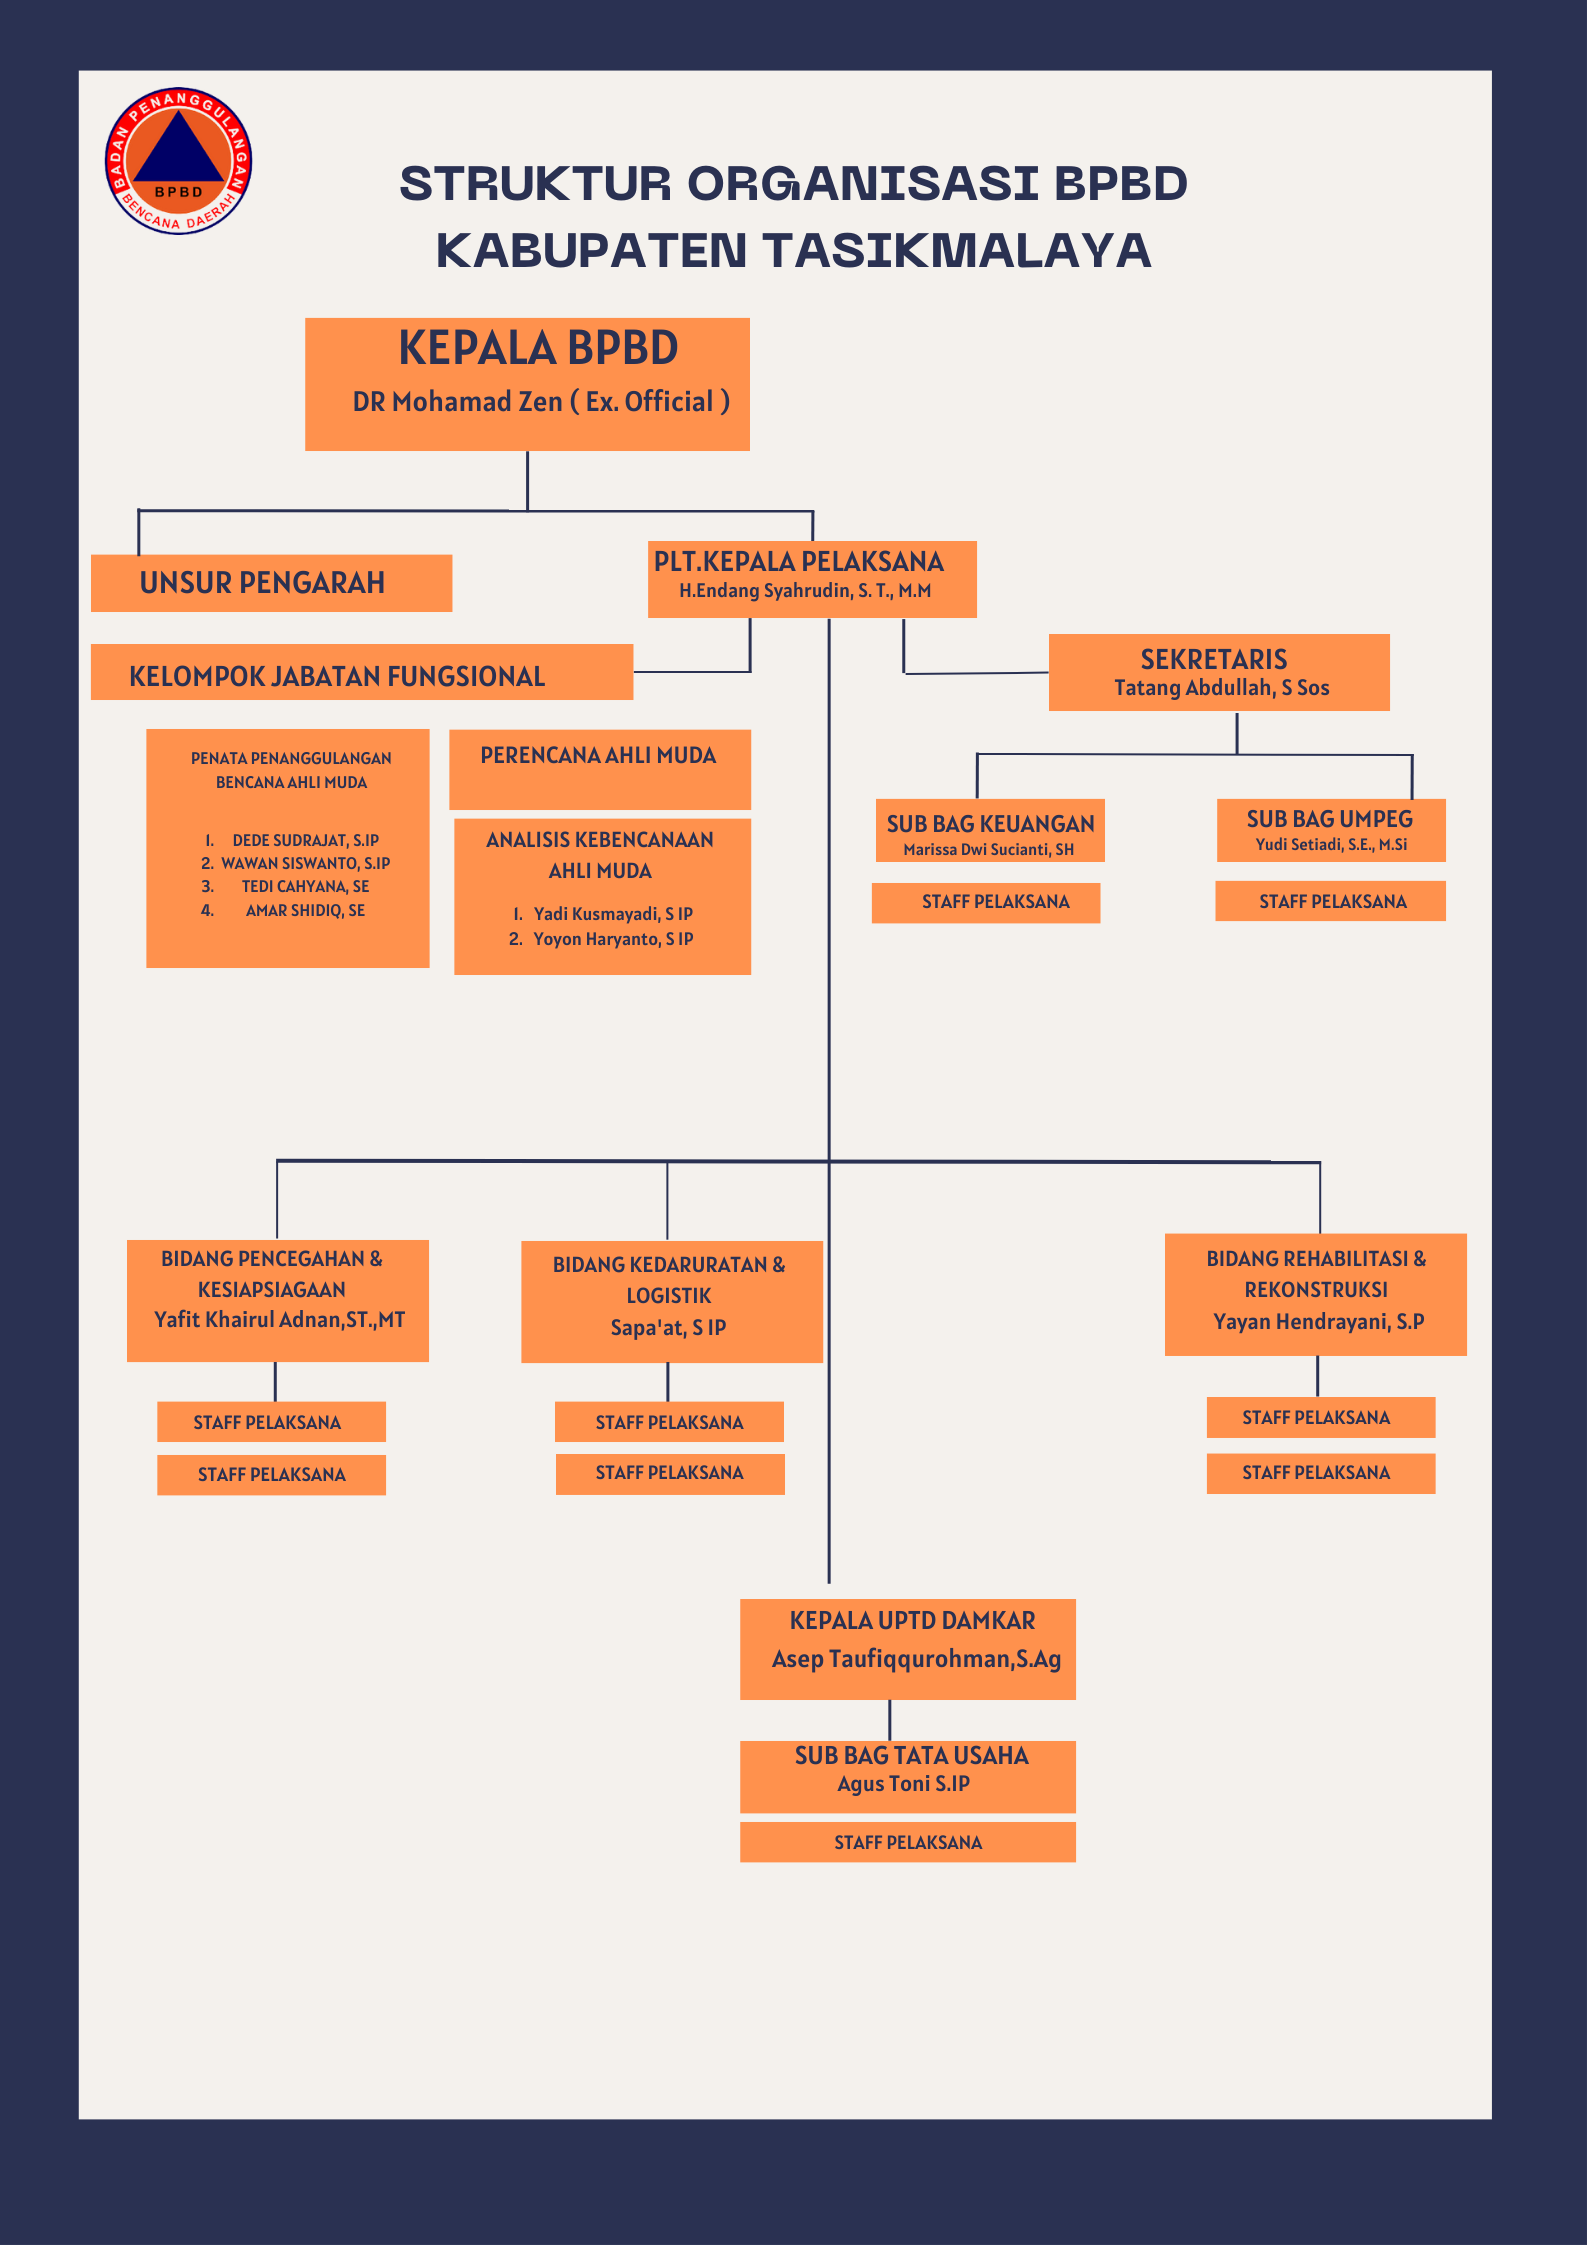 BADAN PENANGGULANGAN
BPBD
BENCANA DAERAH
STRUKTUR ORGANISASI BPBD
KABUPATEN TASIKMALAYA
KEPALA BPBD
DR Mohamad Zen ( Ex. Official )
UNSUR PENGARAH
PLT.KEPALA PELAKSANA
H.Endang Syahrudin, S. T., M.M
KELOMPOK JABATAN FUNGSIONAL
SEKRETARIS
Tatang Abdullah, S Sos
PENATA PENANGGULANGAN
BENCANA AHLI MUDA
1. DEDE SUDRAJAT, S.IP
2. WAWAN SISWANTO, S.IP
3. TEDI CAHYANA, SE
4. AMAR SHIDIQ, SE
PERENCANA AHLI MUDA
ANALISIS KEBENCANAAN
AHLI MUDA
1. Yadi Kusmayadi, S IP
2. Yoyon Haryanto, S IP
SUB BAG KEUANGAN
Marissa Dwi Sucianti, SH
STAFF PELAKSANA
SUB BAG UMPEG
Yudi Setiadi, S.E., M.Si
STAFF PELAKSANA
BIDANG PENCEGAHAN &
KESIAPSIAGAAN
Yafit Khairul Adnan,ST.,MT
STAFF PELAKSANA
STAFF PELAKSANA
BIDANG KEDARURATAN &
LOGISTIK
Sapa'at, S IP
STAFF PELAKSANA
STAFF PELAKSANA
BIDANG REHABILITASI &
REKONSTRUKSI
Yayan Hendrayani, S.P
STAFF PELAKSANA
STAFF PELAKSANA
KEPALA UPTD DAMKAR
Asep Taufiqqurohman,S.Ag
SUB BAG TATA USAHA
Agus Toni S.IP
STAFF PELAKSANA